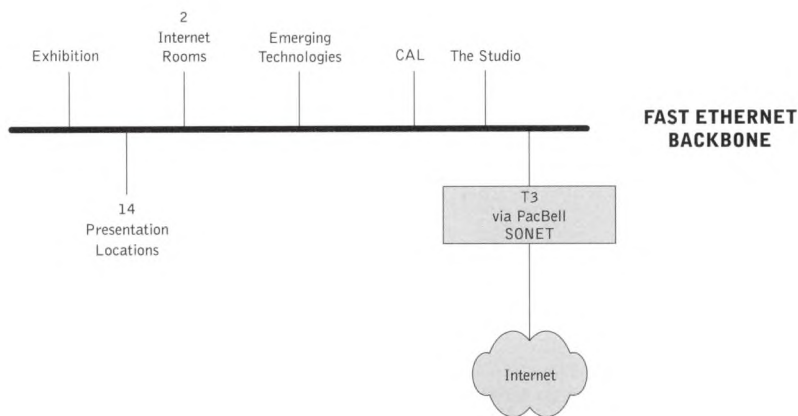 Exhibition
2
Internet
Rooms
Emerging
Technologies
CAL
The Studio
FAST ETHERNET
BACKBONE
14
Presentation
Locations
T3
via PacBell
SONET
Internet